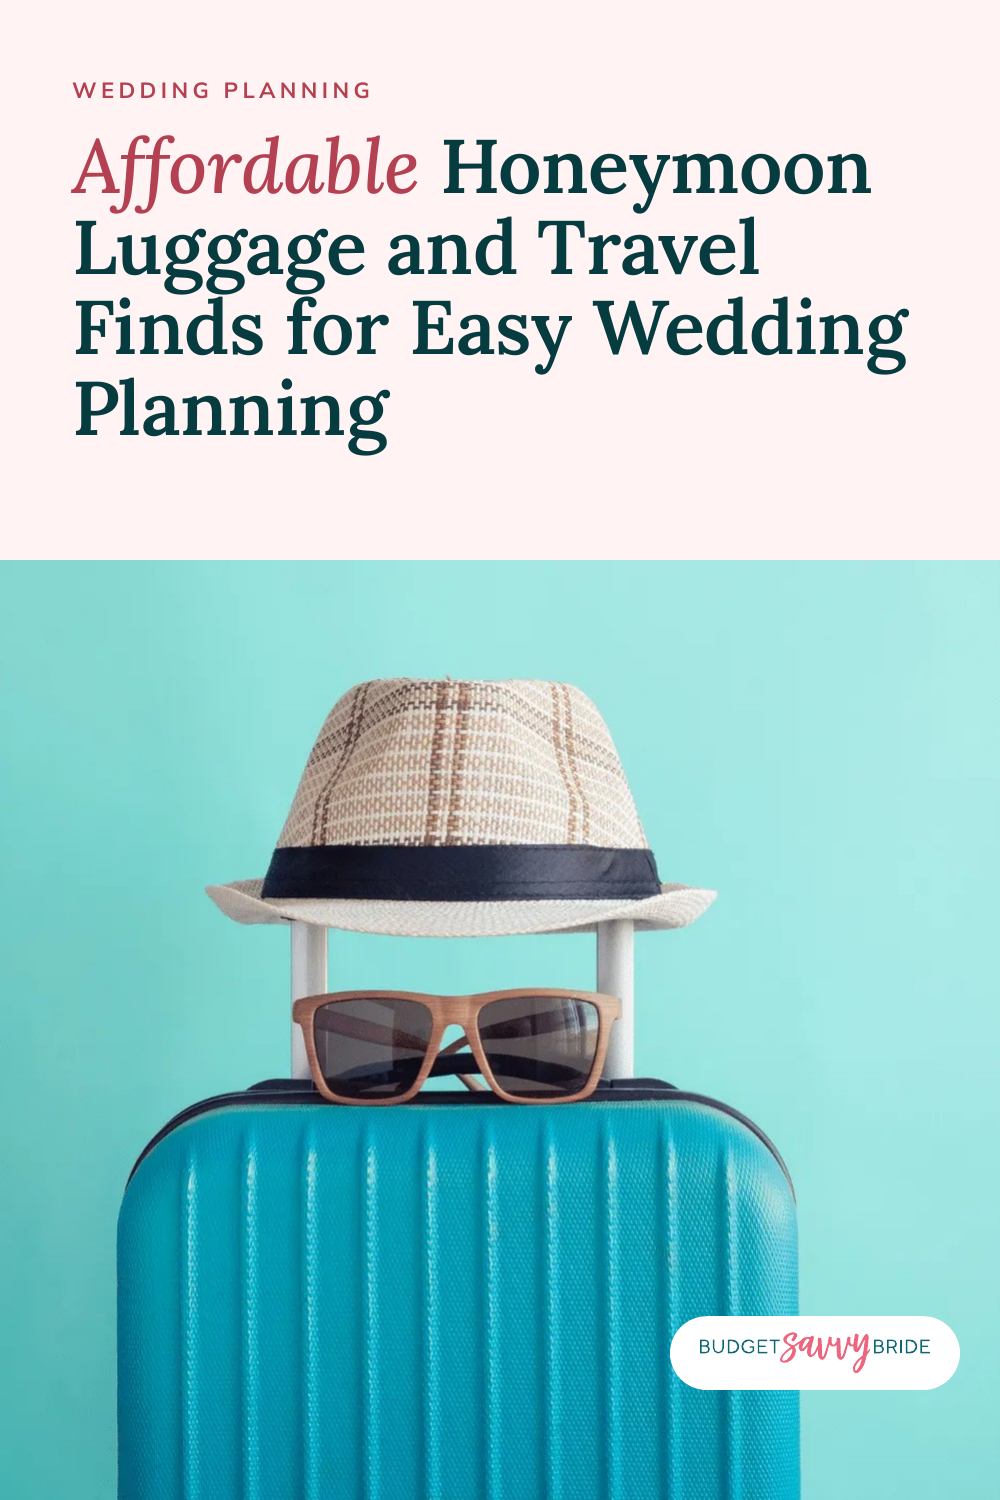 WEDDING PLANNING
Affordable Honeymoon
Luggage and Travel
Finds for Easy Wedding
Planning
BUDGET savvy BRIDE